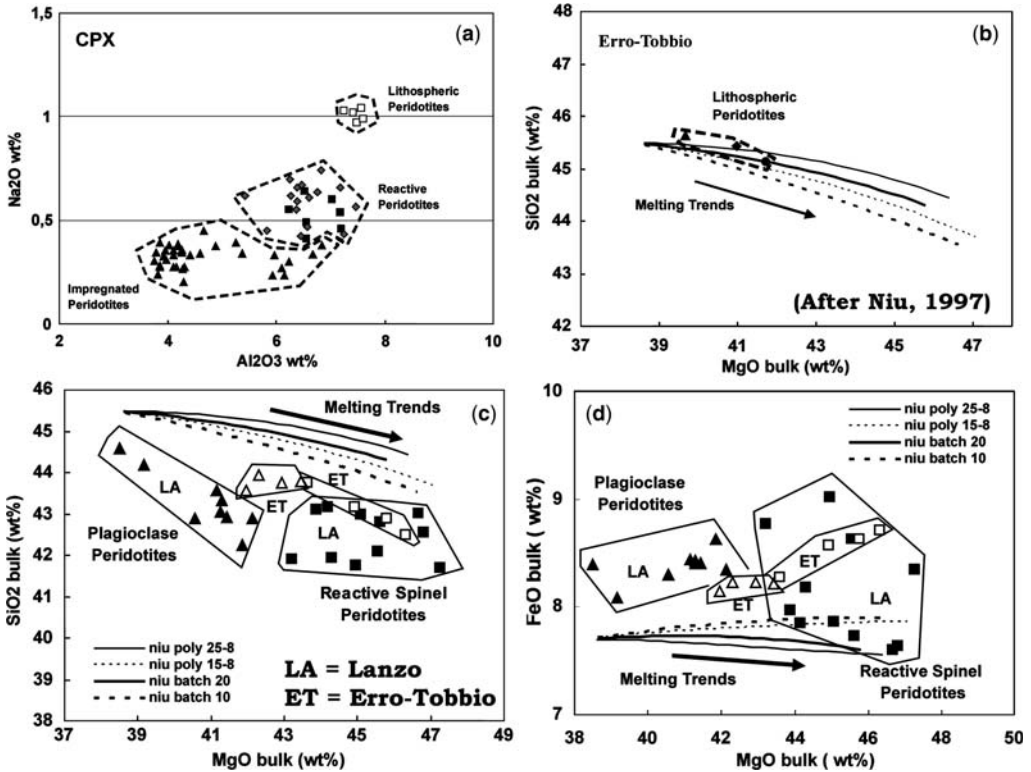 (a)
CPX
1,5
1
0,5
0
2
4
6
8
10
Na2O wt%
Al2O3 wt%
Lithospheric
Peridotites
Reactive
Peridotites
Impregnated
Peridotites
(b)
Erro-Tobbio
48
47
46
45
44
43
42
37
39
41
43
45
47
SiO2 bulk (wt%)
MgO bulk (wt%)
Lithospheric
Peridotites
Melting Trends
(After Niu, 1997)
(c)
46
45
44
43
42
41
40
39
38
37
39
41
43
45
47
49
SiO2 bulk (wt%)
MgO bulk (wt%)
Melting Trends
LA
ET
ET
LA
Plagioclase
Peridotites
Reactive Spinel
Peridotites
niu poly 25-8
niu poly 15-8
niu batch 20
niu batch 10
LA = Lanzo
ET = Erro-Tobbio
(d)
10
9
8
7
38
40
42
44
46
48
50
FeO bulk ( wt%)
MgO bulk ( wt%)
niu poly 25-8
niu poly 15-8
niu batch 20
niu batch 10
Plagioclase
Peridotites
LA
ET
ET
LA
Melting Trends
Reactive Spinel
Peridotites